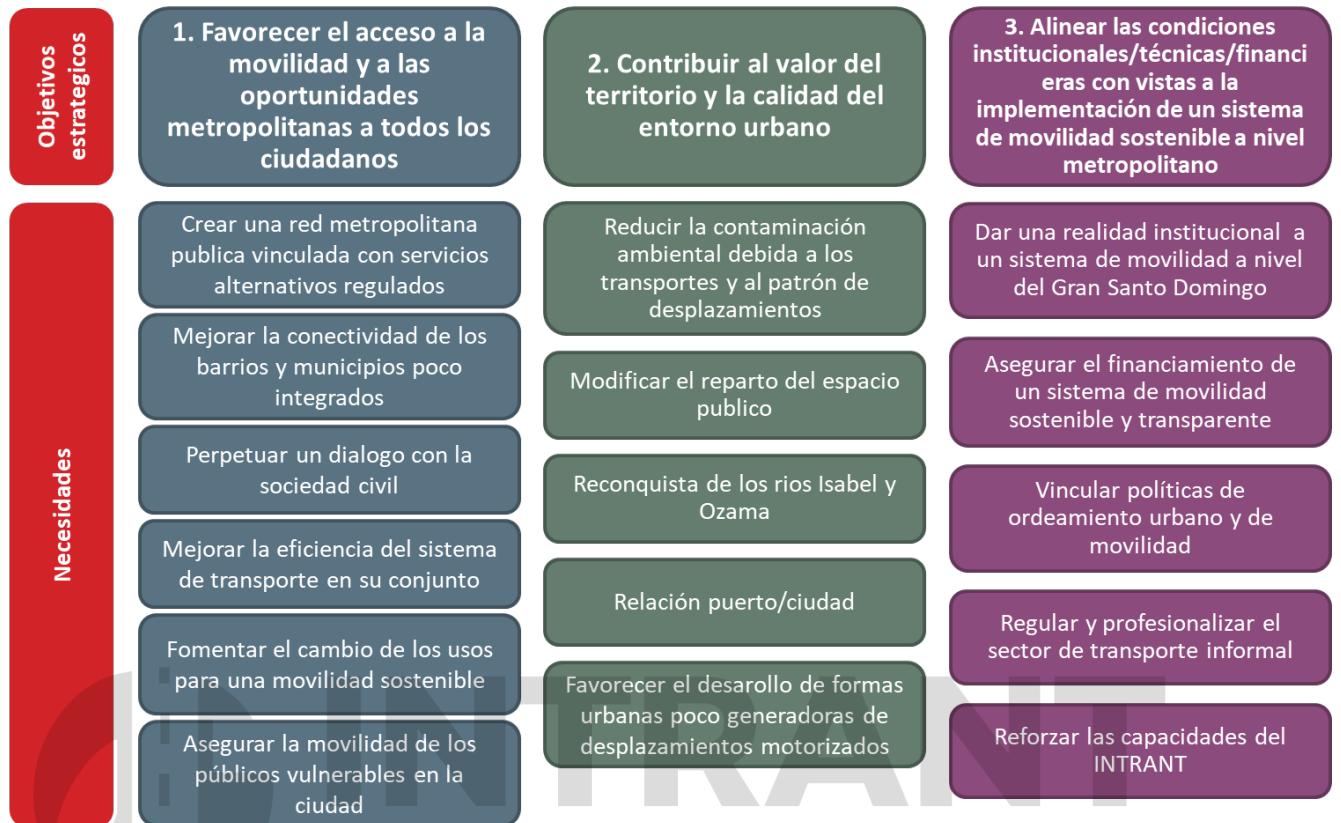 Objetivos
estrategicos
1. Favorecer el acceso a la
movilidad y a las
oportunidades
metropolitanas a todos los
ciudadanos
2. Contribuir al valor del
territorio y la calidad del
entorno urbano
3. Alinear las condiciones
institucionales/técnicas/financi
eras con vistas a la
implementación de un sistema
de movilidad sostenible a nivel
metropolitano
Necesidades
Crear una red metropolitana
publica vinculada con servicios
alternativos regulados
Mejorar la conectividad de los
barrios y municipios poco
integrados
Perpetuar un dialogo con la
sociedad civil
Mejorar la eficiencia del sistema
de transporte en su conjunto
Fomentar el cambio de los usos
para una movilidad sostenible
Asegurar la movilidad de los
públicos vulnerables en la
ciudad
Reducir la contaminación
ambiental debida a los
transportes y al patrón de
desplazamientos
Modificar el reparto del espacio
publico
Reconquista de los rios Isabel y
Ozama
Relación puerto/ciudad
Favorecer el desarollo de formas
urbanas poco generadoras de
desplazamientos motorizados
Dar una realidad institucional a
un sistema de movilidad a nivel
del Gran Santo Domingo
Asegurar el financiamiento de
un sistema de movilidad
sostenible y transparente
Vincular políticas de
ordeamiento urbano y de
movilidad
Regular y profesionalizar el
sector de transporte informal
Reforzar las capacidades del
INTRANT
INTRANT